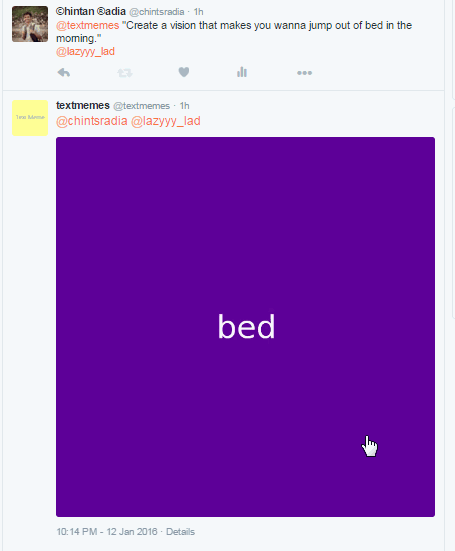 ©hintan ®adia @chintsradia · 1h
@textmemes "Create a vision that makes you wanna jump out of bed in the
morning."
@lazyyy_lad
textmemes @textmemes · 1h
@chintsradia @lazyyy_lad
bed
10:14 PM - 12 Jan 2016 · Details